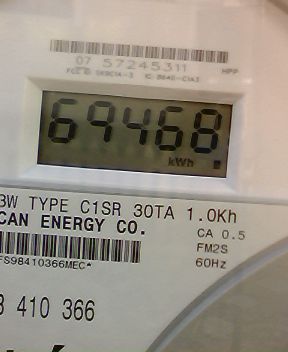 07 57245311
HPP
69468
kWh
3W TYPE C1SR 30TA 1.0Kh
CAN ENERGY CO.
CA 0.5
FM2S
60Hz
FS98410366MEC*
410 366